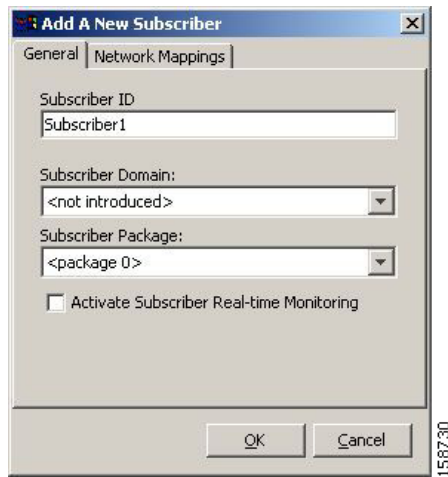 Add A New Subscriber
General Network Mappings
Subscriber ID
Subscriber1
Subscriber Domain:
<not introduced>
Subscriber Package:
<package 0>
Activate Subscriber Real-time Monitoring
OK Cancel
158730